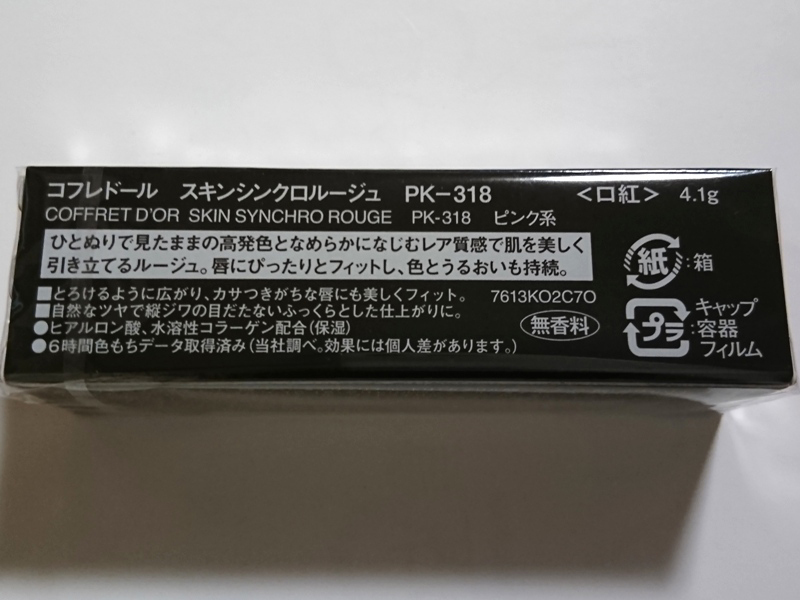 コフレドール スキンシンクロルージュ PK-318 <口紅> 4.1g
COFFRET D'OR SKIN SYNCHRO ROUGE PK-318 ピンク系
ひとぬりで見たままの高発色となめらかになじむレア質感で肌を美しく
引き立てるルージュ。唇にぴったりとフィットし、色とうるおいも持続。
■とろけるように広がり、カサつきがちな唇にも美しくフィット。 7613KO2C7O
■自然なツヤで縦ジワの目だたないふっくらとした仕上がりに。
●ヒアルロン酸、水溶性コラーゲン配合(保湿)
●6時間色もちデータ取得済み(当社調べ。効果には個人差があります。)
無香料
紙 :箱
プラ :キャップ
容器
フィルム